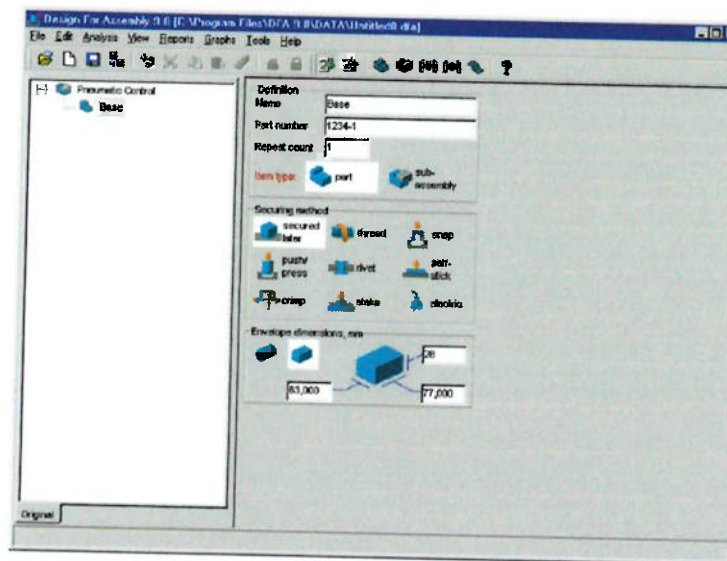 Design For Assembly 9.8 [C:\Program Files\DFA 9.8\DATA\Untitled0.dfa]
File Edit Analysis View Reports Graphs Tools Help
Pneumatic Control
Base
Definition
Name Base
Part number 1234-1
Repeat count 1
Item type: part sub-assembly
Securing method
secured later thread snap
push/press rivet self-stick
crimp stake
Envelope dimensions, mm
28
83,000 77,000
Original